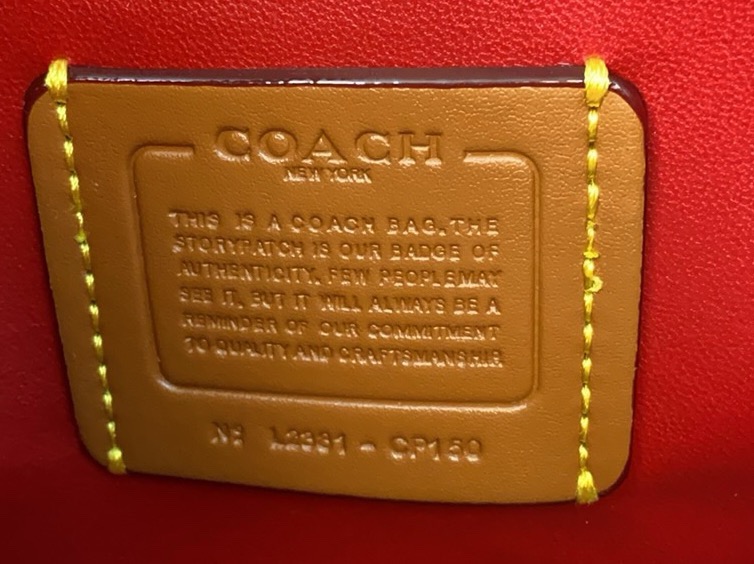 COACH
NEW YORK
THIS IS A COACH BAG. THE
STORYPATCH IS OUR BADGE OF
AUTHENTICITY. FEW PEOPLE MAY
SEE IT, BUT IT WILL ALWAYS BE A
REMINDER OF OUR COMMITMENT
TO QUALITY AND CRAFTSMANSHIP.
Nº L2331 - CP150